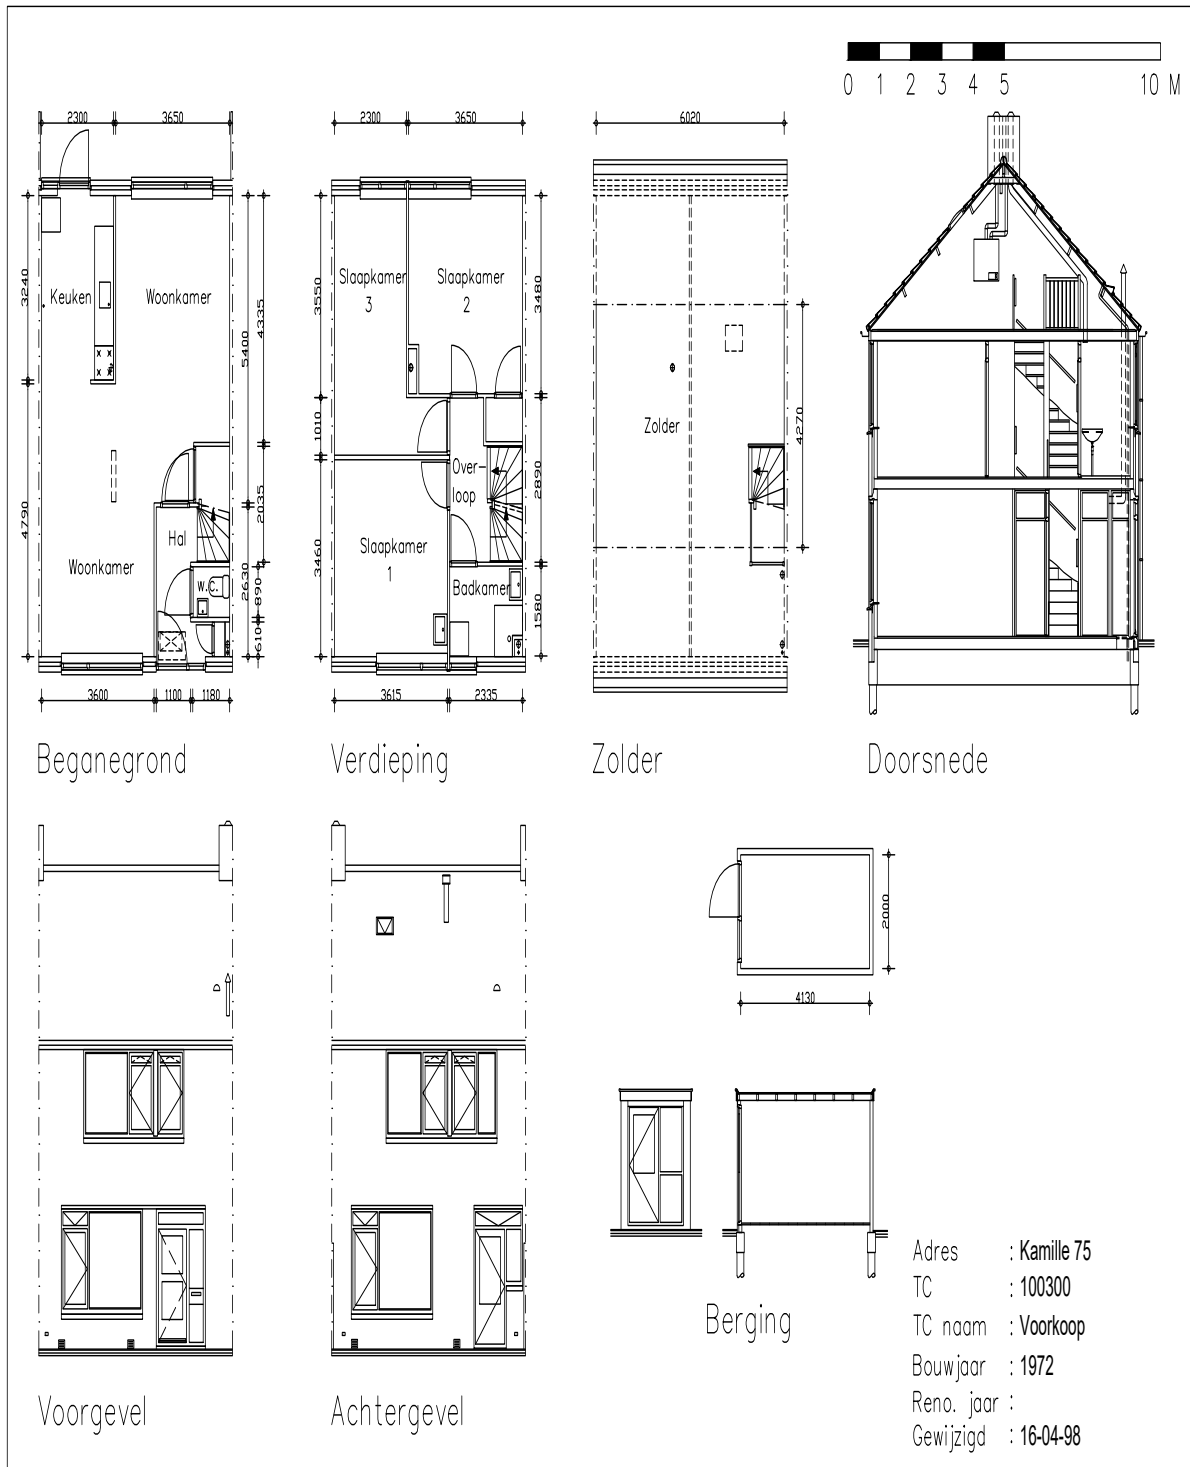 0 1 2 3 4 5 10 M
2300 3650
2300 3650
6020
3240
4790
Keuken
Woonkamer
Woonkamer
Hal
w.c.
5400
2630
4335
2035
890
610
3600 1100 1180
3550
1010
3460
Slaapkamer
3
Slaapkamer
2
Over-
loop
Slaapkamer
1
Badkamer
3480
2890
1580
3615 2335
Zolder
4270
Beganegrond
Verdieping
Zolder
Doorsnede
2000
4130
Berging
Voorgevel
Achtergevel
Adres : Kamille 75
TC : 100300
TC naam : Voorkoop
Bouwjaar : 1972
Reno. jaar :
Gewijzigd : 16-04-98